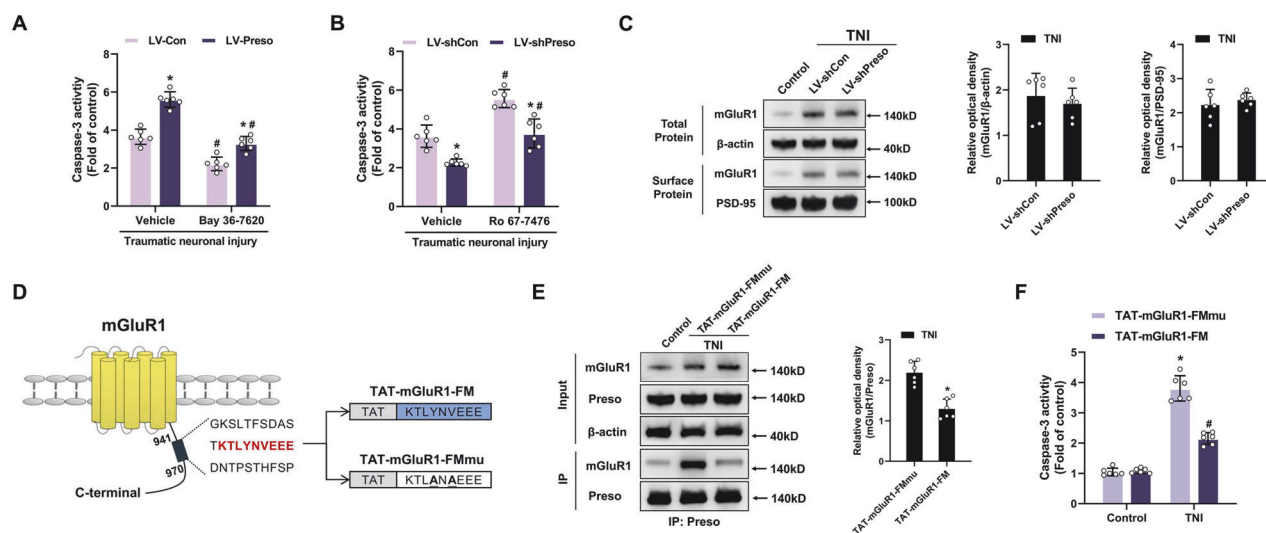 A
LV-Con
LV-Preso
Caspase-3 activtiy
(Fold of control)
8
6
4
2
0
*
#
* #
Vehicle
Bay 36-7620
Traumatic neuronal injury
B
LV-shCon
LV-shPreso
Caspase-3 activtiy
(Fold of control)
8
6
4
2
0
*
#
* #
Vehicle
Ro 67-7476
Traumatic neuronal injury
C
TNI
Control
LV-shCon
LV-shPreso
Total
Protein
mGluR1
140kD
β-actin
40kD
Surface
Protein
mGluR1
140kD
PSD-95
100kD
TNI
Relative optical density
(mGluR1/β-actin)
3
2
1
0
LV-shCon
LV-shPreso
TNI
Relative optical density
(mGluR1/PSD-95)
4
3
2
1
0
LV-shCon
LV-shPreso
D
mGluR1
941
970
C-terminal
GKSLTFSDAS
TKTLYNVEEE
DNTPSTHFSP
TAT-mGluR1-FM
TAT KTLYNVEEE
TAT-mGluR1-FMmu
TAT KTLANAEEE
E
Control
TAT-mGluR1-FMmu
TAT-mGluR1-FM
TNI
Input
mGluR1
140kD
Preso
140kD
β-actin
40kD
IP
mGluR1
140kD
Preso
140kD
IP: Preso
TNI
Relative optical density
(mGluR1/Preso)
3
2
1
0
*
TAT-mGluR1-FMmu
TAT-mGluR1-FM
F
TAT-mGluR1-FMmu
TAT-mGluR1-FM
Caspase-3 activtiy
(Fold of control)
5
4
3
2
1
0
*
#
Control
TNI